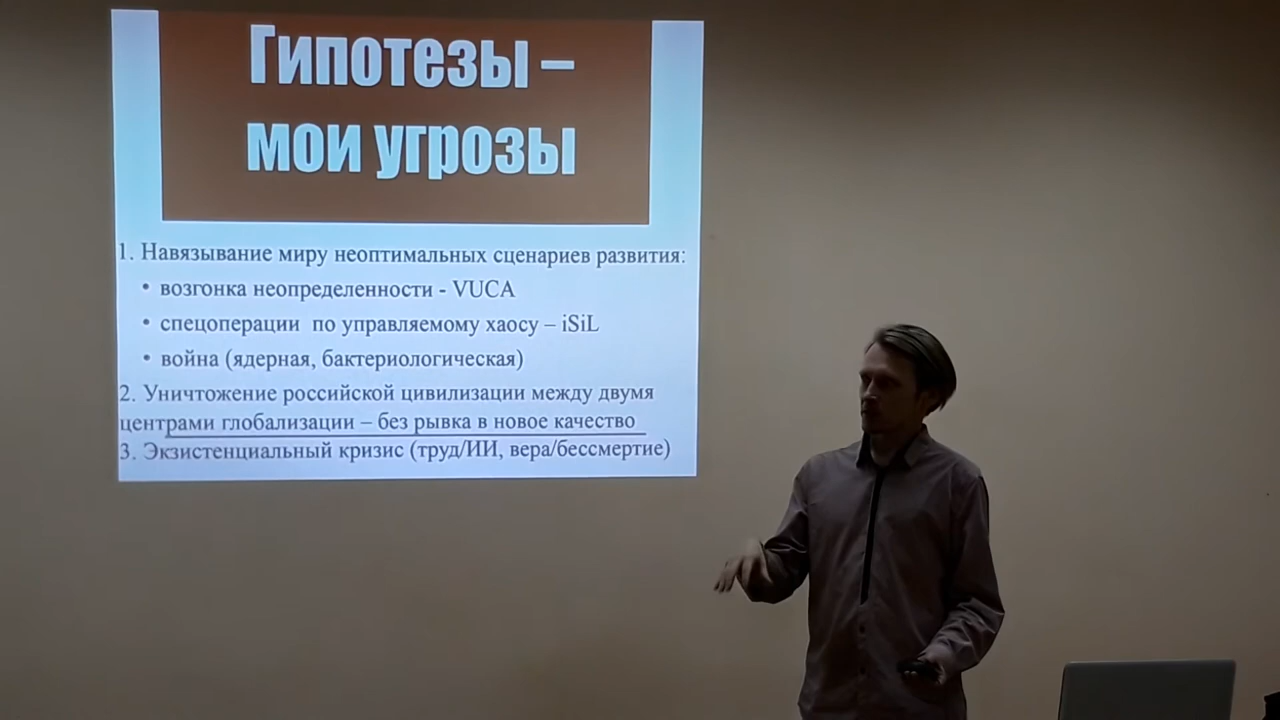 Гипотезы –
мои угрозы
1. Навязывание миру неоптимальных сценариев развития:
• возгонка неопределенности - VUCA
• спецоперации по управляемому хаосу – iSiL
• война (ядерная, бактериологическая)
2. Уничтожение российской цивилизации между двумя
центрами глобализации – без рывка в новое качество
3. Экзистенциальный кризис (труд/ИИ, вера/бессмертие)